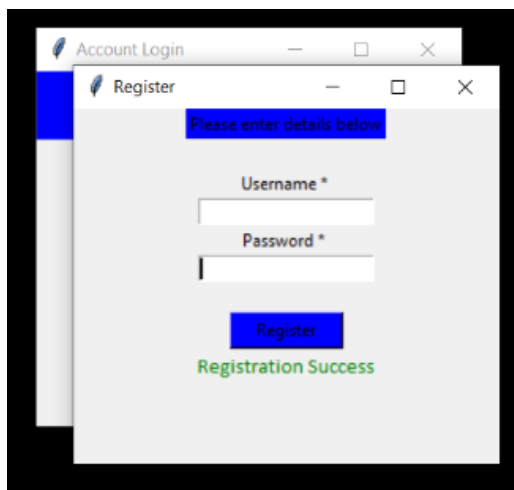 Account Login
Register
Please enter details below
Username *
Password *
Register
Registration Success